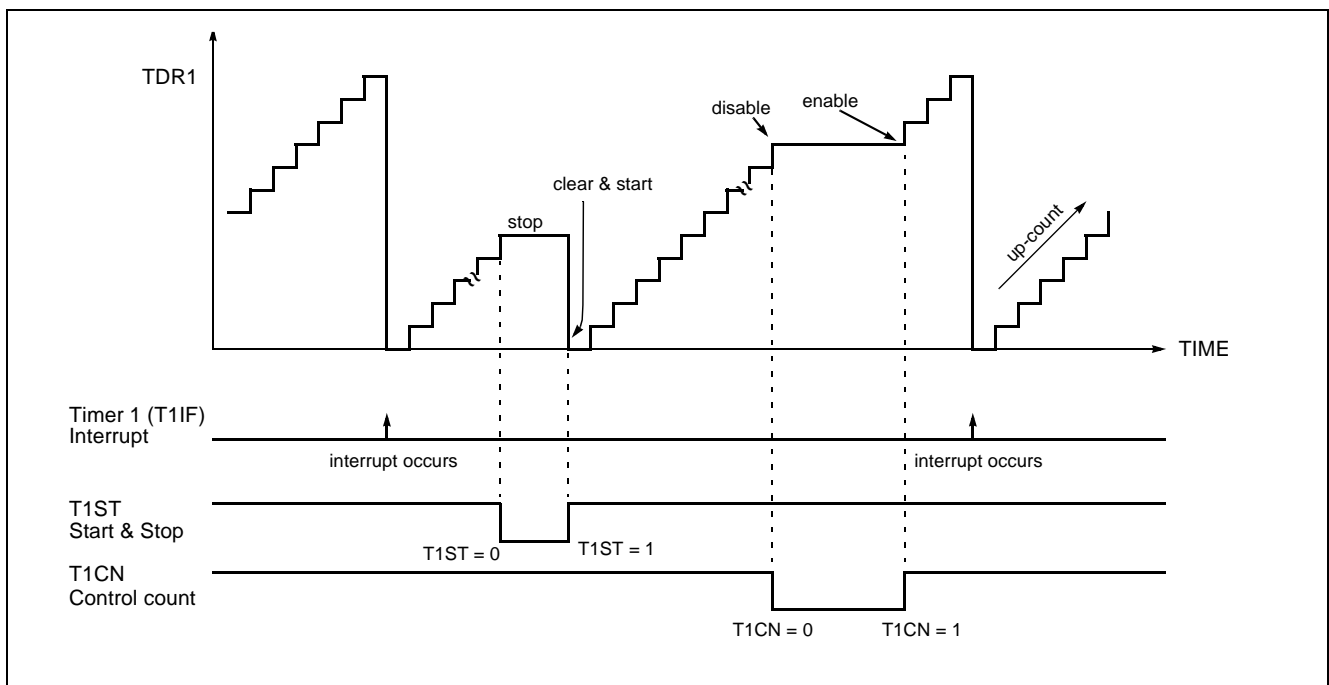 TDR1
disable
enable
clear & start
stop
up-count
TIME
Timer 1 (T1IF)
Interrupt
interrupt occurs
interrupt occurs
T1ST
Start & Stop
T1ST = 0
T1ST = 1
T1CN
Control count
T1CN = 0
T1CN = 1